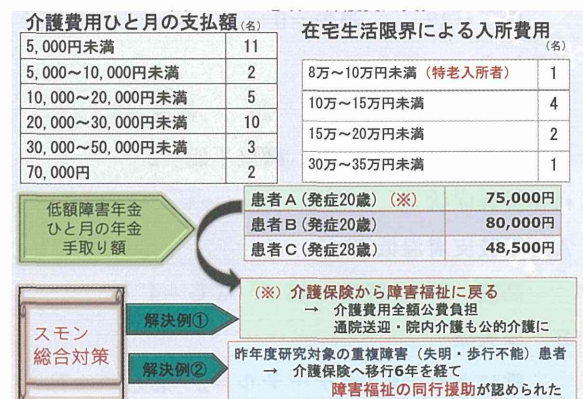 介護費用ひと月の支払額(名)
5,000円未満 11
5,000～10,000円未満 2
10,000～20,000円未満 5
20,000～30,000円未満 10
30,000～50,000円未満 3
70,000円 2
在宅生活限界による入所費用
(名)
8万～10万円未満（特老入所者） 1
10万～15万円未満 4
15万～20万円未満 2
30万～35万円未満 1
低額障害年金
ひと月の年金
手取り額
患者A（発症20歳）（※） 75,000円
患者B（発症20歳） 80,000円
患者C（発症28歳） 48,500円
スモン
総合対策
解決例①
（※）介護保険から障害福祉に戻る
→ 介護費用全額公費負担
通院送迎・院内介護も公的介護に
解決例②
昨年度研究対象の重複障害（失明・歩行不能）患者
→ 介護保険へ移行6年を経て
障害福祉の同行援助が認められた